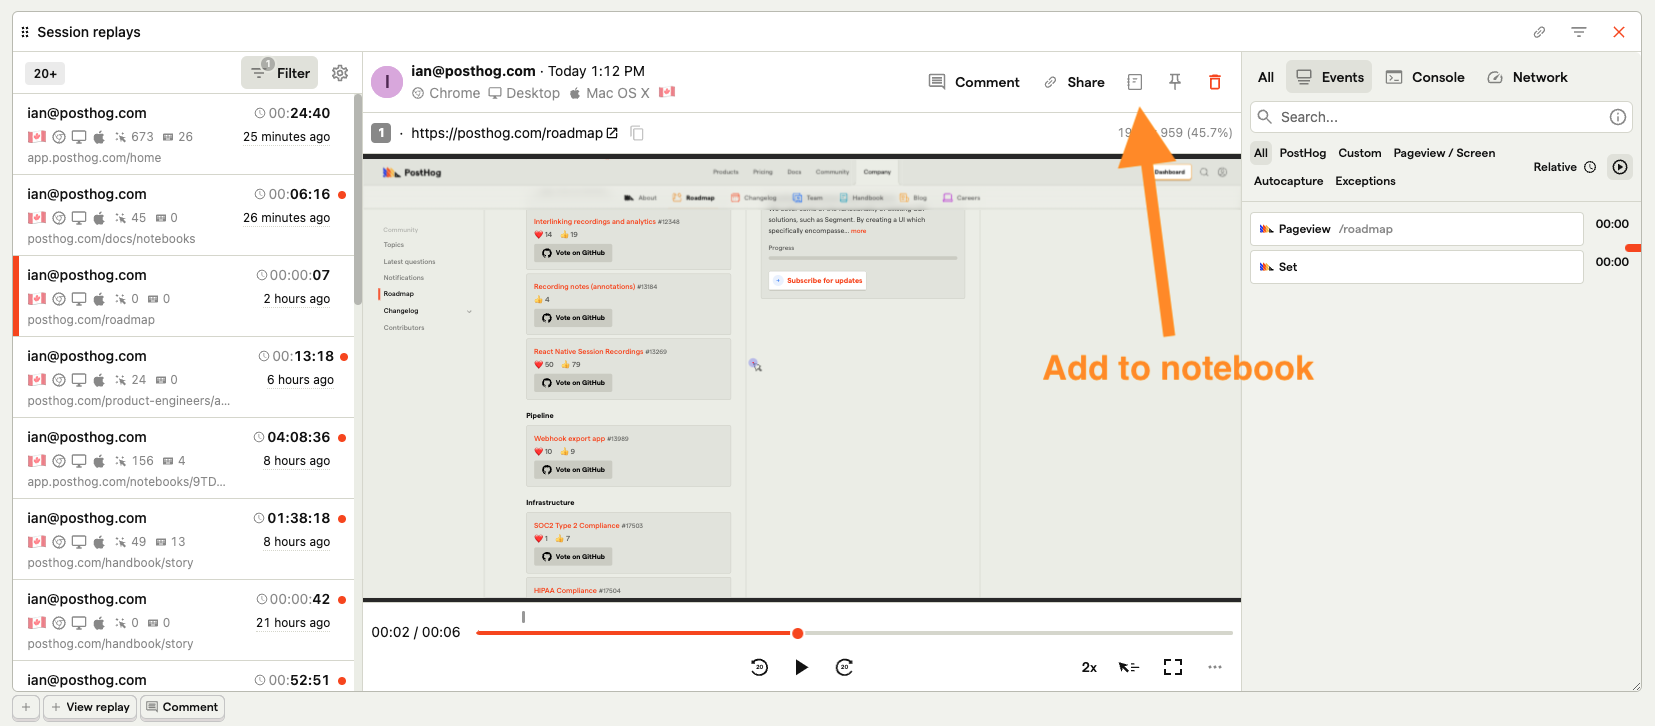 Session replays
20+
1
Filter
ian@posthog.com
00:24:40
673
26
25 minutes ago
app.posthog.com/home
ian@posthog.com
00:06:16
45
0
26 minutes ago
posthog.com/docs/notebooks
ian@posthog.com
00:00:07
0
0
2 hours ago
posthog.com/roadmap
ian@posthog.com
00:13:18
24
0
6 hours ago
posthog.com/product-engineers/a...
ian@posthog.com
04:08:36
156
4
8 hours ago
app.posthog.com/notebooks/9TD...
ian@posthog.com
01:38:18
49
13
8 hours ago
posthog.com/handbook/story
ian@posthog.com
00:00:42
0
0
21 hours ago
posthog.com/handbook/story
ian@posthog.com
00:52:51
I
ian@posthog.com · Today 1:12 PM
Chrome
Desktop
Mac OS X
Comment
Share
1 · https://posthog.com/roadmap
959 (45.7%)
PostHog
Products
Pricing
Docs
Community
Company
Dashboard
About
Roadmap
Changelog
Team
Handbook
Blog
Careers
Community
Topics
Latest questions
Notifications
Roadmap
Changelog
Contributors
Interlinking recordings and analytics #12348
14
19
Vote on GitHub
Recording notes (annotations) #13184
4
Vote on GitHub
React Native Session Recordings #13269
50
79
Vote on GitHub
Pipeline
Webhook export app #13989
10
9
Vote on GitHub
Infrastructure
SOC2 Type 2 Compliance #17503
1
7
Vote on GitHub
HIPAA Compliance #17504
solutions, such as Segment. By creating a UI which
specifically encompasse... more
Progress
Subscribe for updates
Add to notebook
00:02 / 00:06
20
20
2x
All
Events
Console
Network
Search...
All
PostHog
Custom
Pageview / Screen
Autocapture
Exceptions
Relative
Pageview /roadmap
00:00
Set
00:00
+
+ View replay
Comment